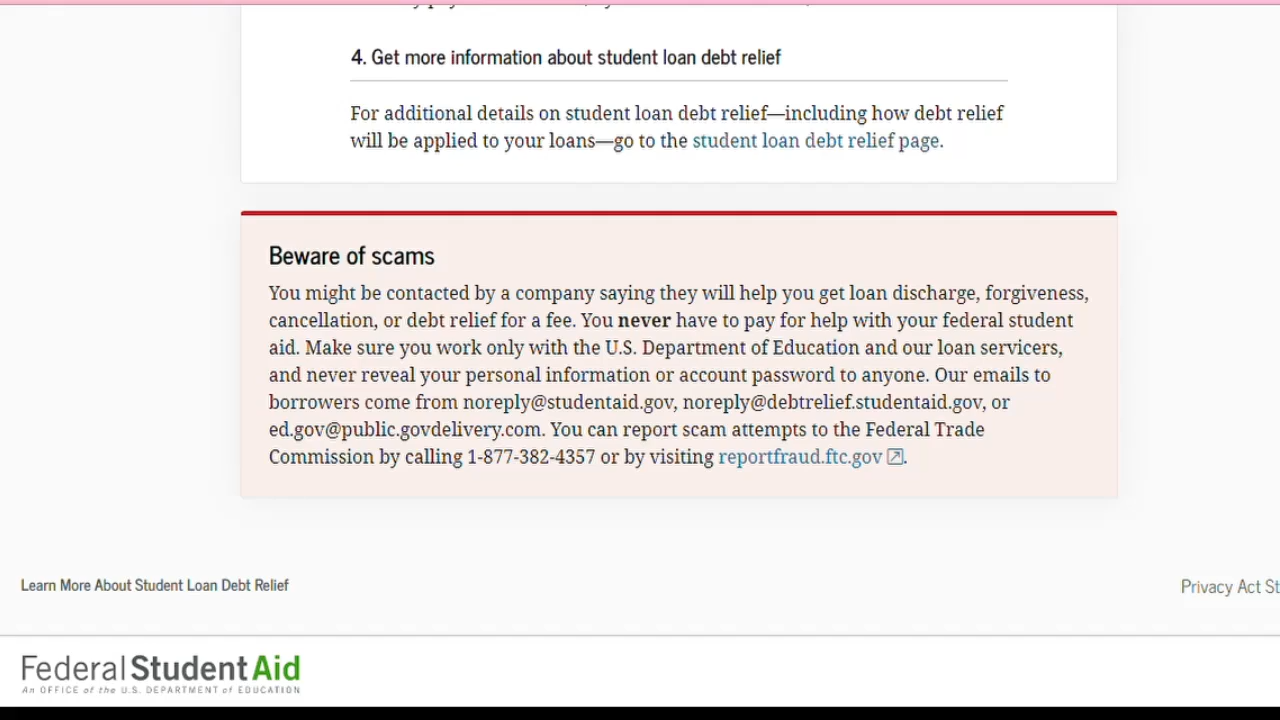 4. Get more information about student loan debt relief
For additional details on student loan debt relief—including how debt relief
will be applied to your loans—go to the student loan debt relief page.
Beware of scams
You might be contacted by a company saying they will help you get loan discharge, forgiveness,
cancellation, or debt relief for a fee. You never have to pay for help with your federal student
aid. Make sure you work only with the U.S. Department of Education and our loan servicers,
and never reveal your personal information or account password to anyone. Our emails to
borrowers come from noreply@studentaid.gov, noreply@debtrelief.studentaid.gov, or
ed.gov@public.govdelivery.com. You can report scam attempts to the Federal Trade
Commission by calling 1-877-382-4357 or by visiting reportfraud.ftc.gov.
Learn More About Student Loan Debt Relief
Privacy Act St
Federal Student Aid
An OFFICE of the U.S. DEPARTMENT of EDUCATION